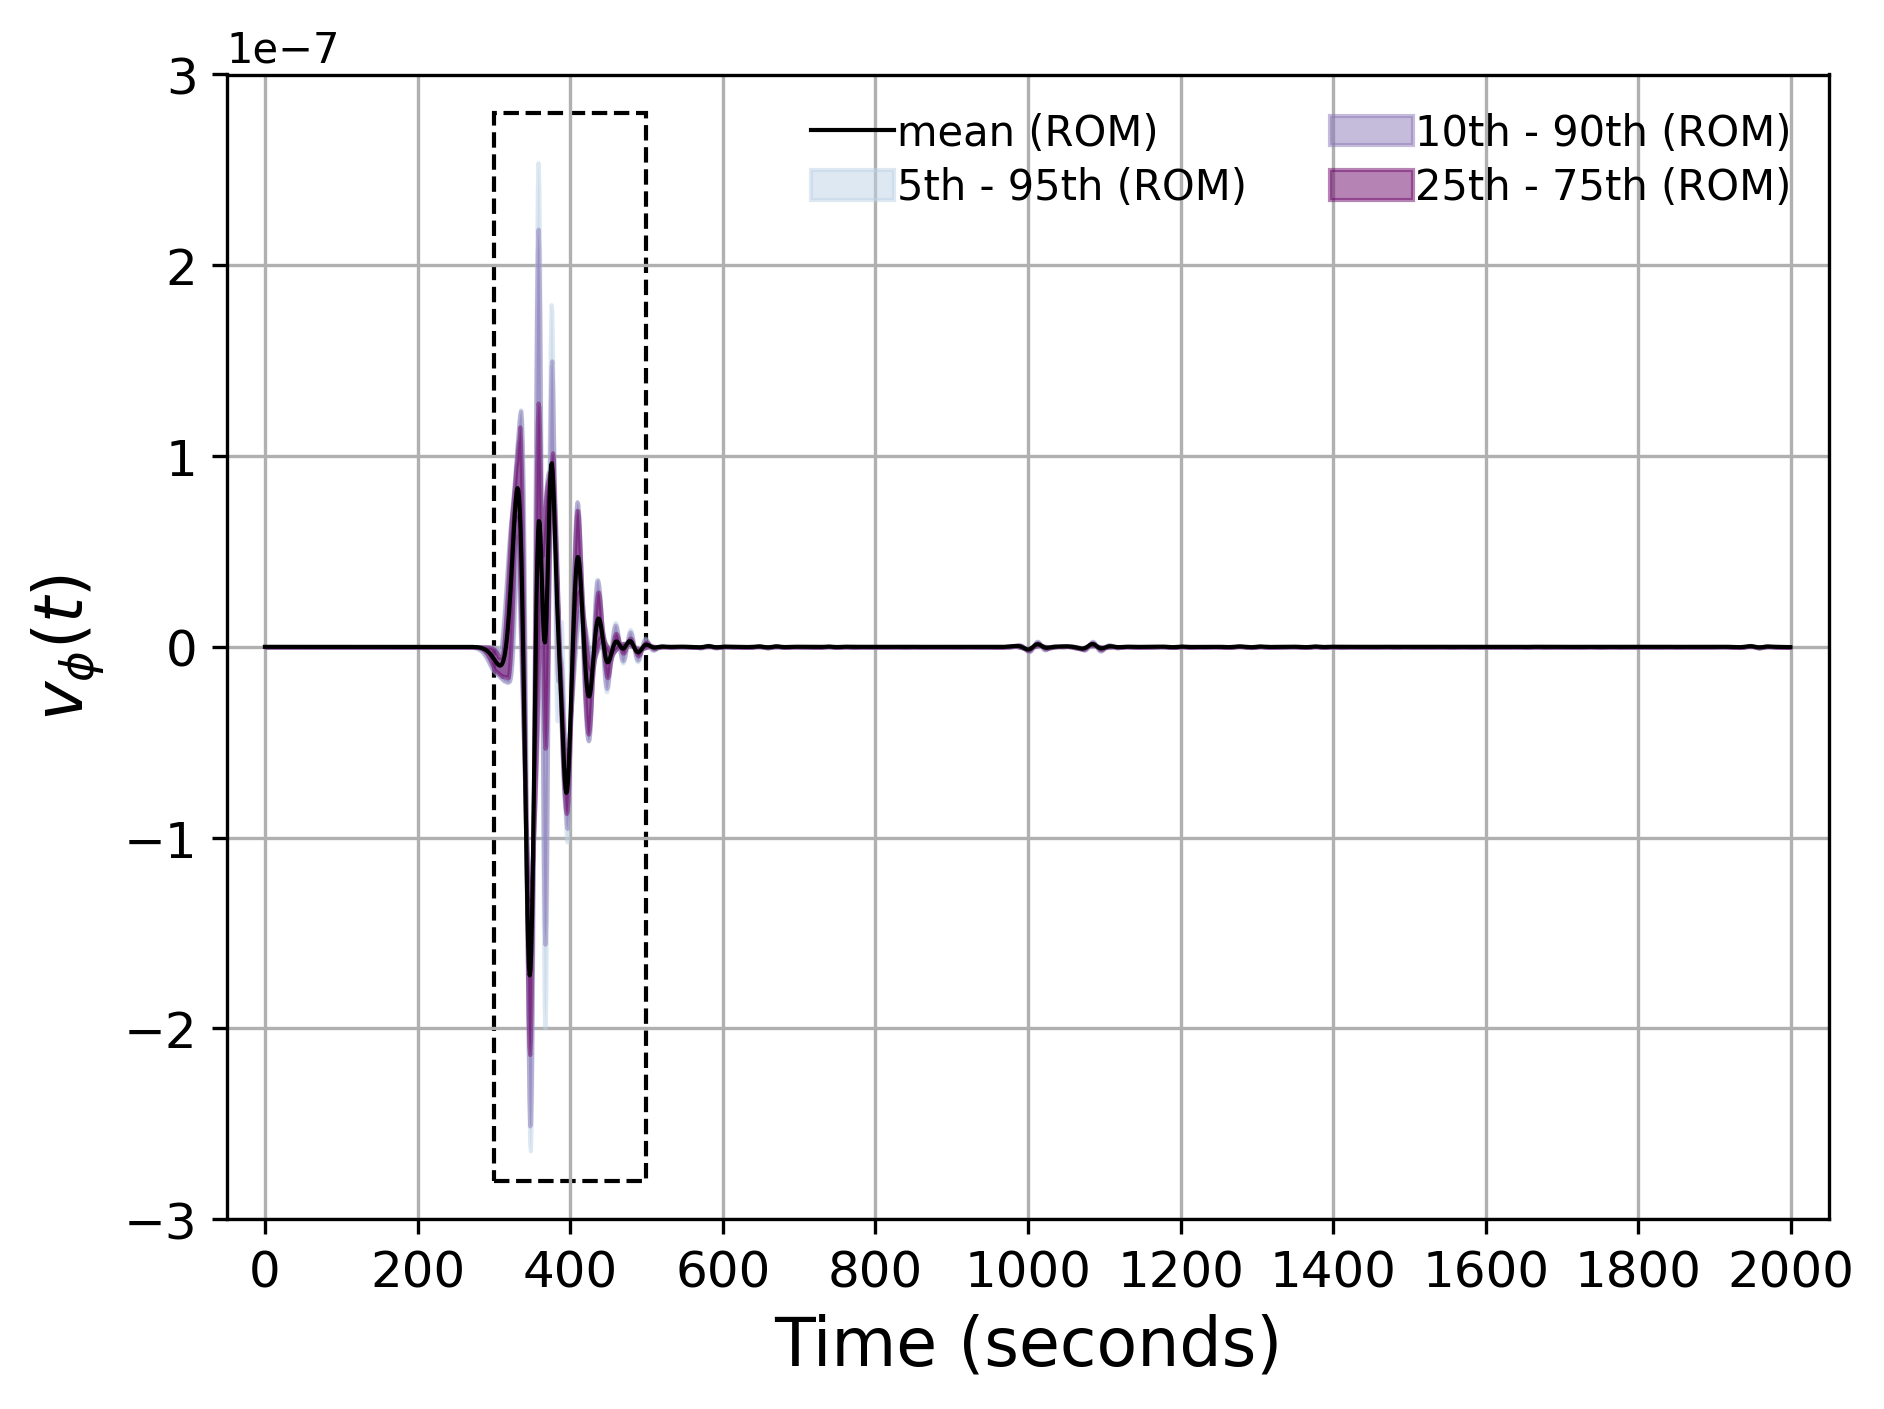 1e−7
3
2
1
0
−1
−2
−3
v_ϕ(t)
mean (ROM)
5th - 95th (ROM)
10th - 90th (ROM)
25th - 75th (ROM)
0 200 400 600 800 1000 1200 1400 1600 1800 2000
Time (seconds)